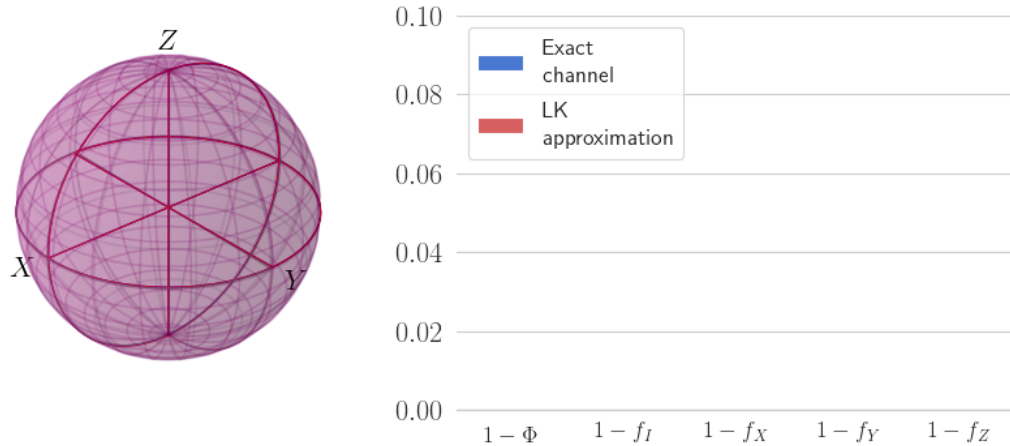 Z
X
Y
0.10
0.08
0.06
0.04
0.02
0.00
Exact
channel
LK
approximation
1 − Φ
1 − f_I
1 − f_X
1 − f_Y
1 − f_Z